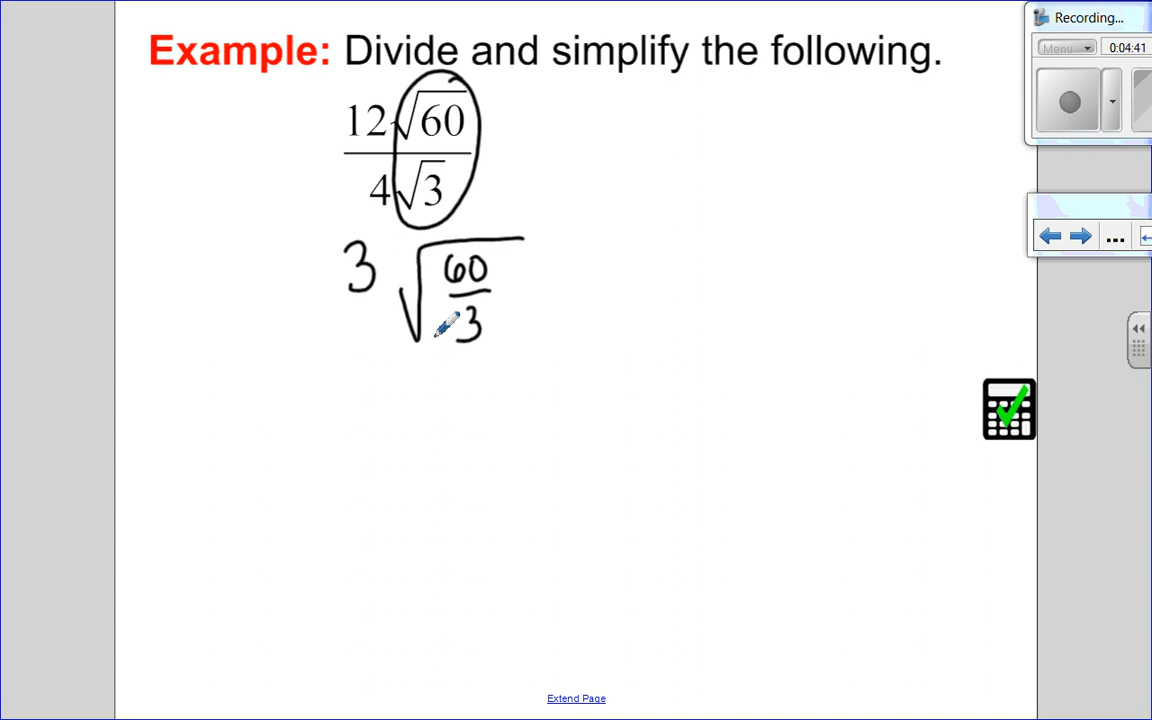 Example: Divide and simplify the following.
12√60
4√3
3 √60
3
Recording...
Menu
0:04:41
...
Extend Page